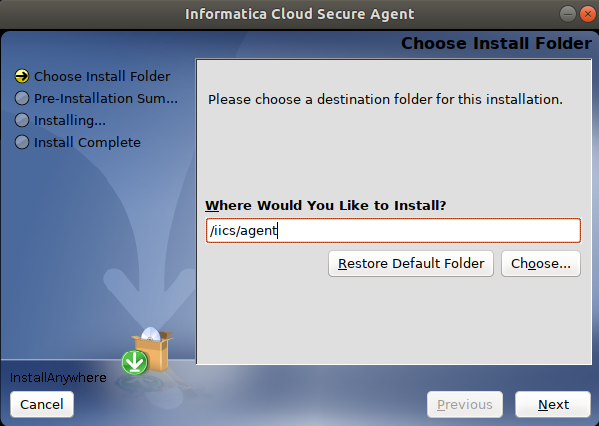 Informatica Cloud Secure Agent
Choose Install Folder
Choose Install Folder
Pre-Installation Sum...
Installing...
Install Complete
Please choose a destination folder for this installation.
Where Would You Like to Install?
/iics/agent
Restore Default Folder
Choose...
InstallAnywhere
Cancel
Previous
Next